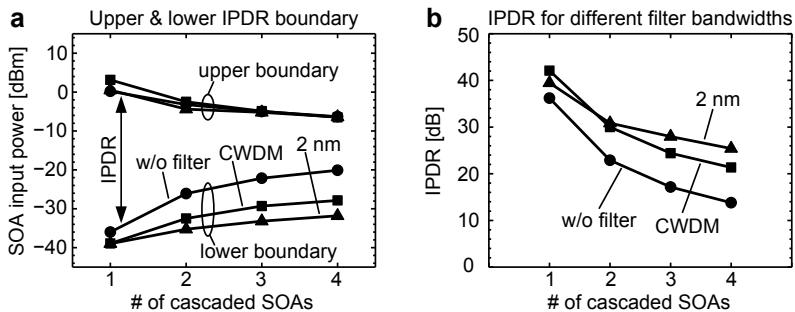 a
Upper & lower IPDR boundary
SOA input power [dBm]
10
0
−10
−20
−30
−40
upper boundary
IPDR
w/o filter
CWDM
2 nm
lower boundary
1 2 3 4
# of cascaded SOAs
b
IPDR for different filter bandwidths
IPDR [dB]
50
40
30
20
10
0
2 nm
w/o filter
CWDM
1 2 3 4
# of cascaded SOAs